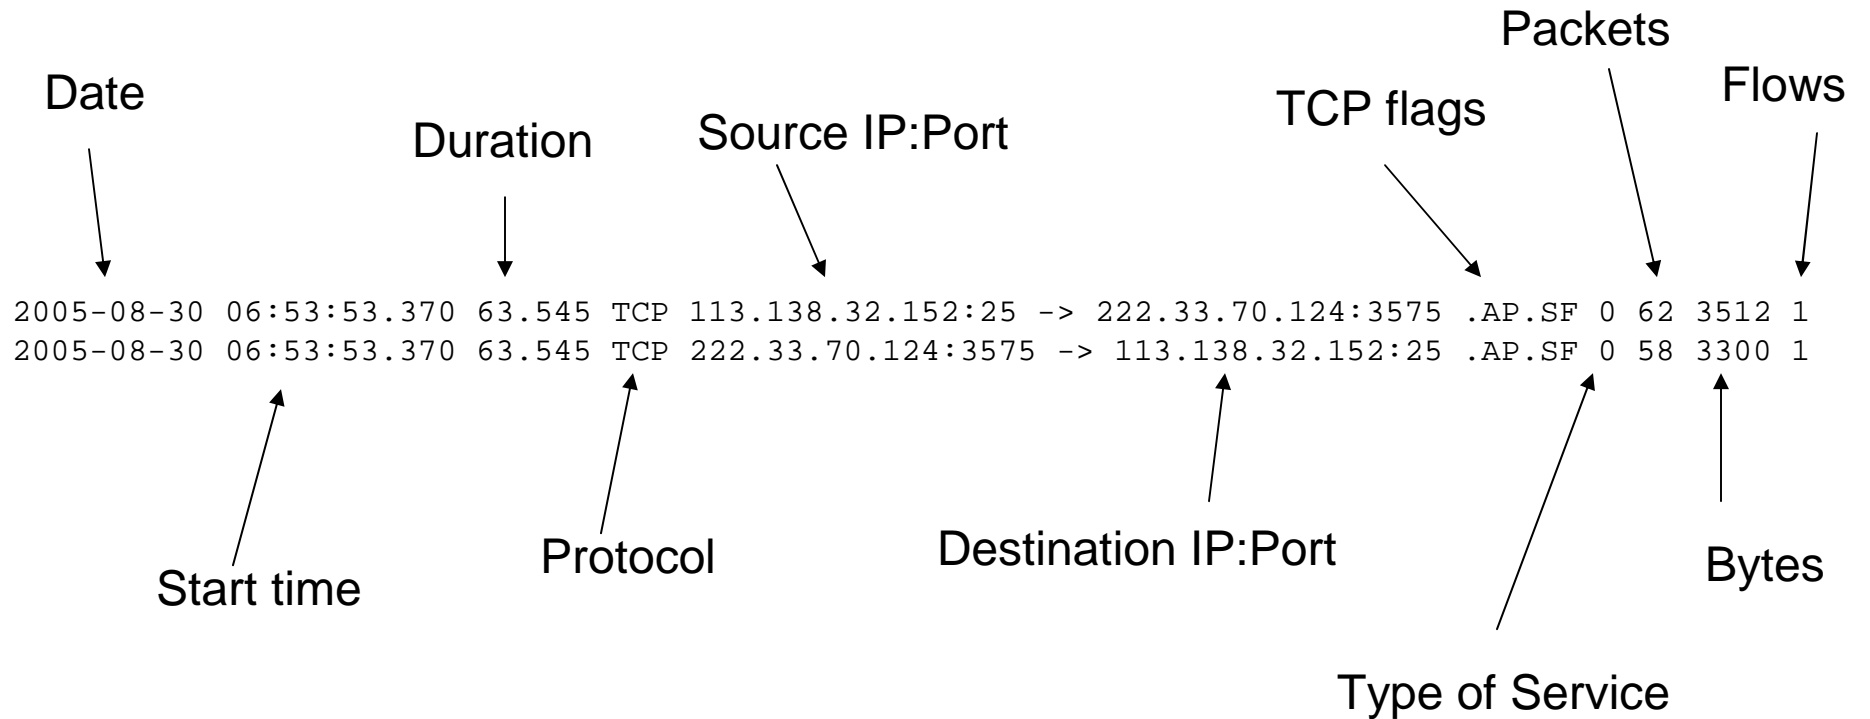 Packets
Flows
Date
TCP flags
Duration
Source IP:Port
2005-08-30 06:53:53.370 63.545 TCP 113.138.32.152:25 -> 222.33.70.124:3575 .AP.SF 0 62 3512 1
2005-08-30 06:53:53.370 63.545 TCP 222.33.70.124:3575 -> 113.138.32.152:25 .AP.SF 0 58 3300 1
Destination IP:Port
Protocol
Bytes
Start time
Type of Service